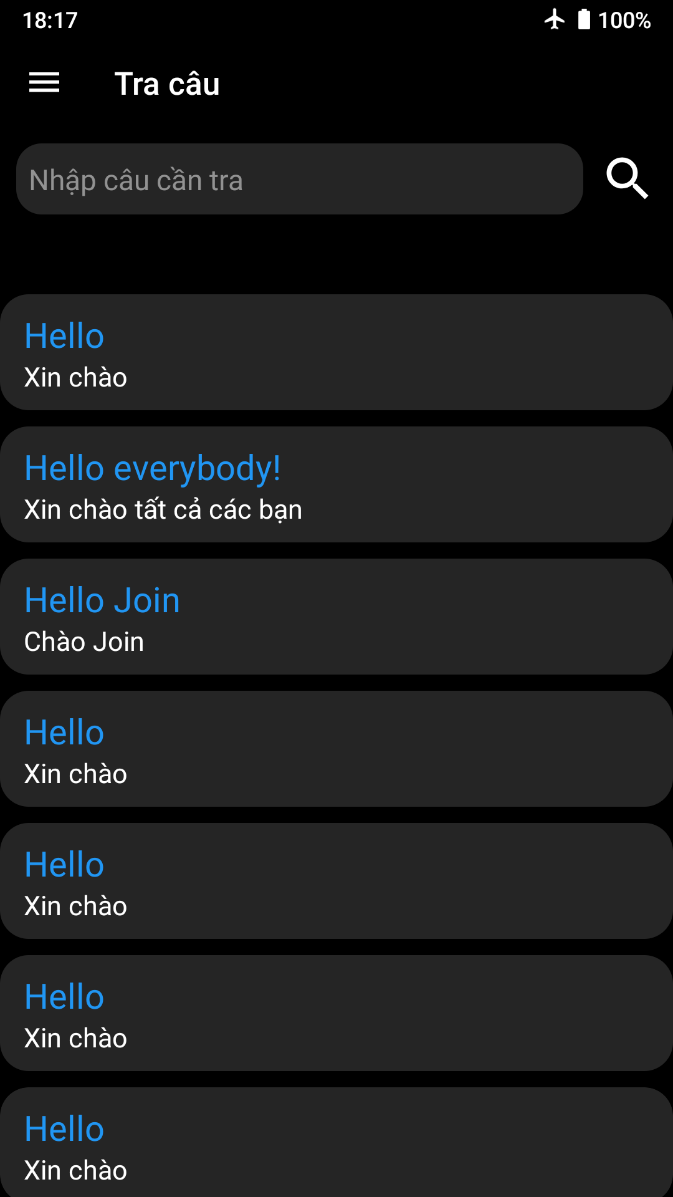 18:17
100%
Tra câu
Nhập câu cần tra
Hello
Xin chào
Hello everybody!
Xin chào tất cả các bạn
Hello Join
Chào Join
Hello
Xin chào
Hello
Xin chào
Hello
Xin chào
Hello
Xin chào